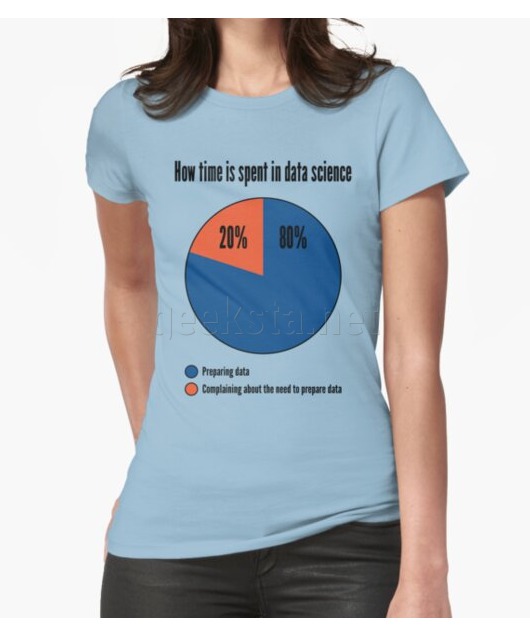 How time is spent in data science
20% 80%
geeksta.net
Preparing data
Complaining about the need to prepare data